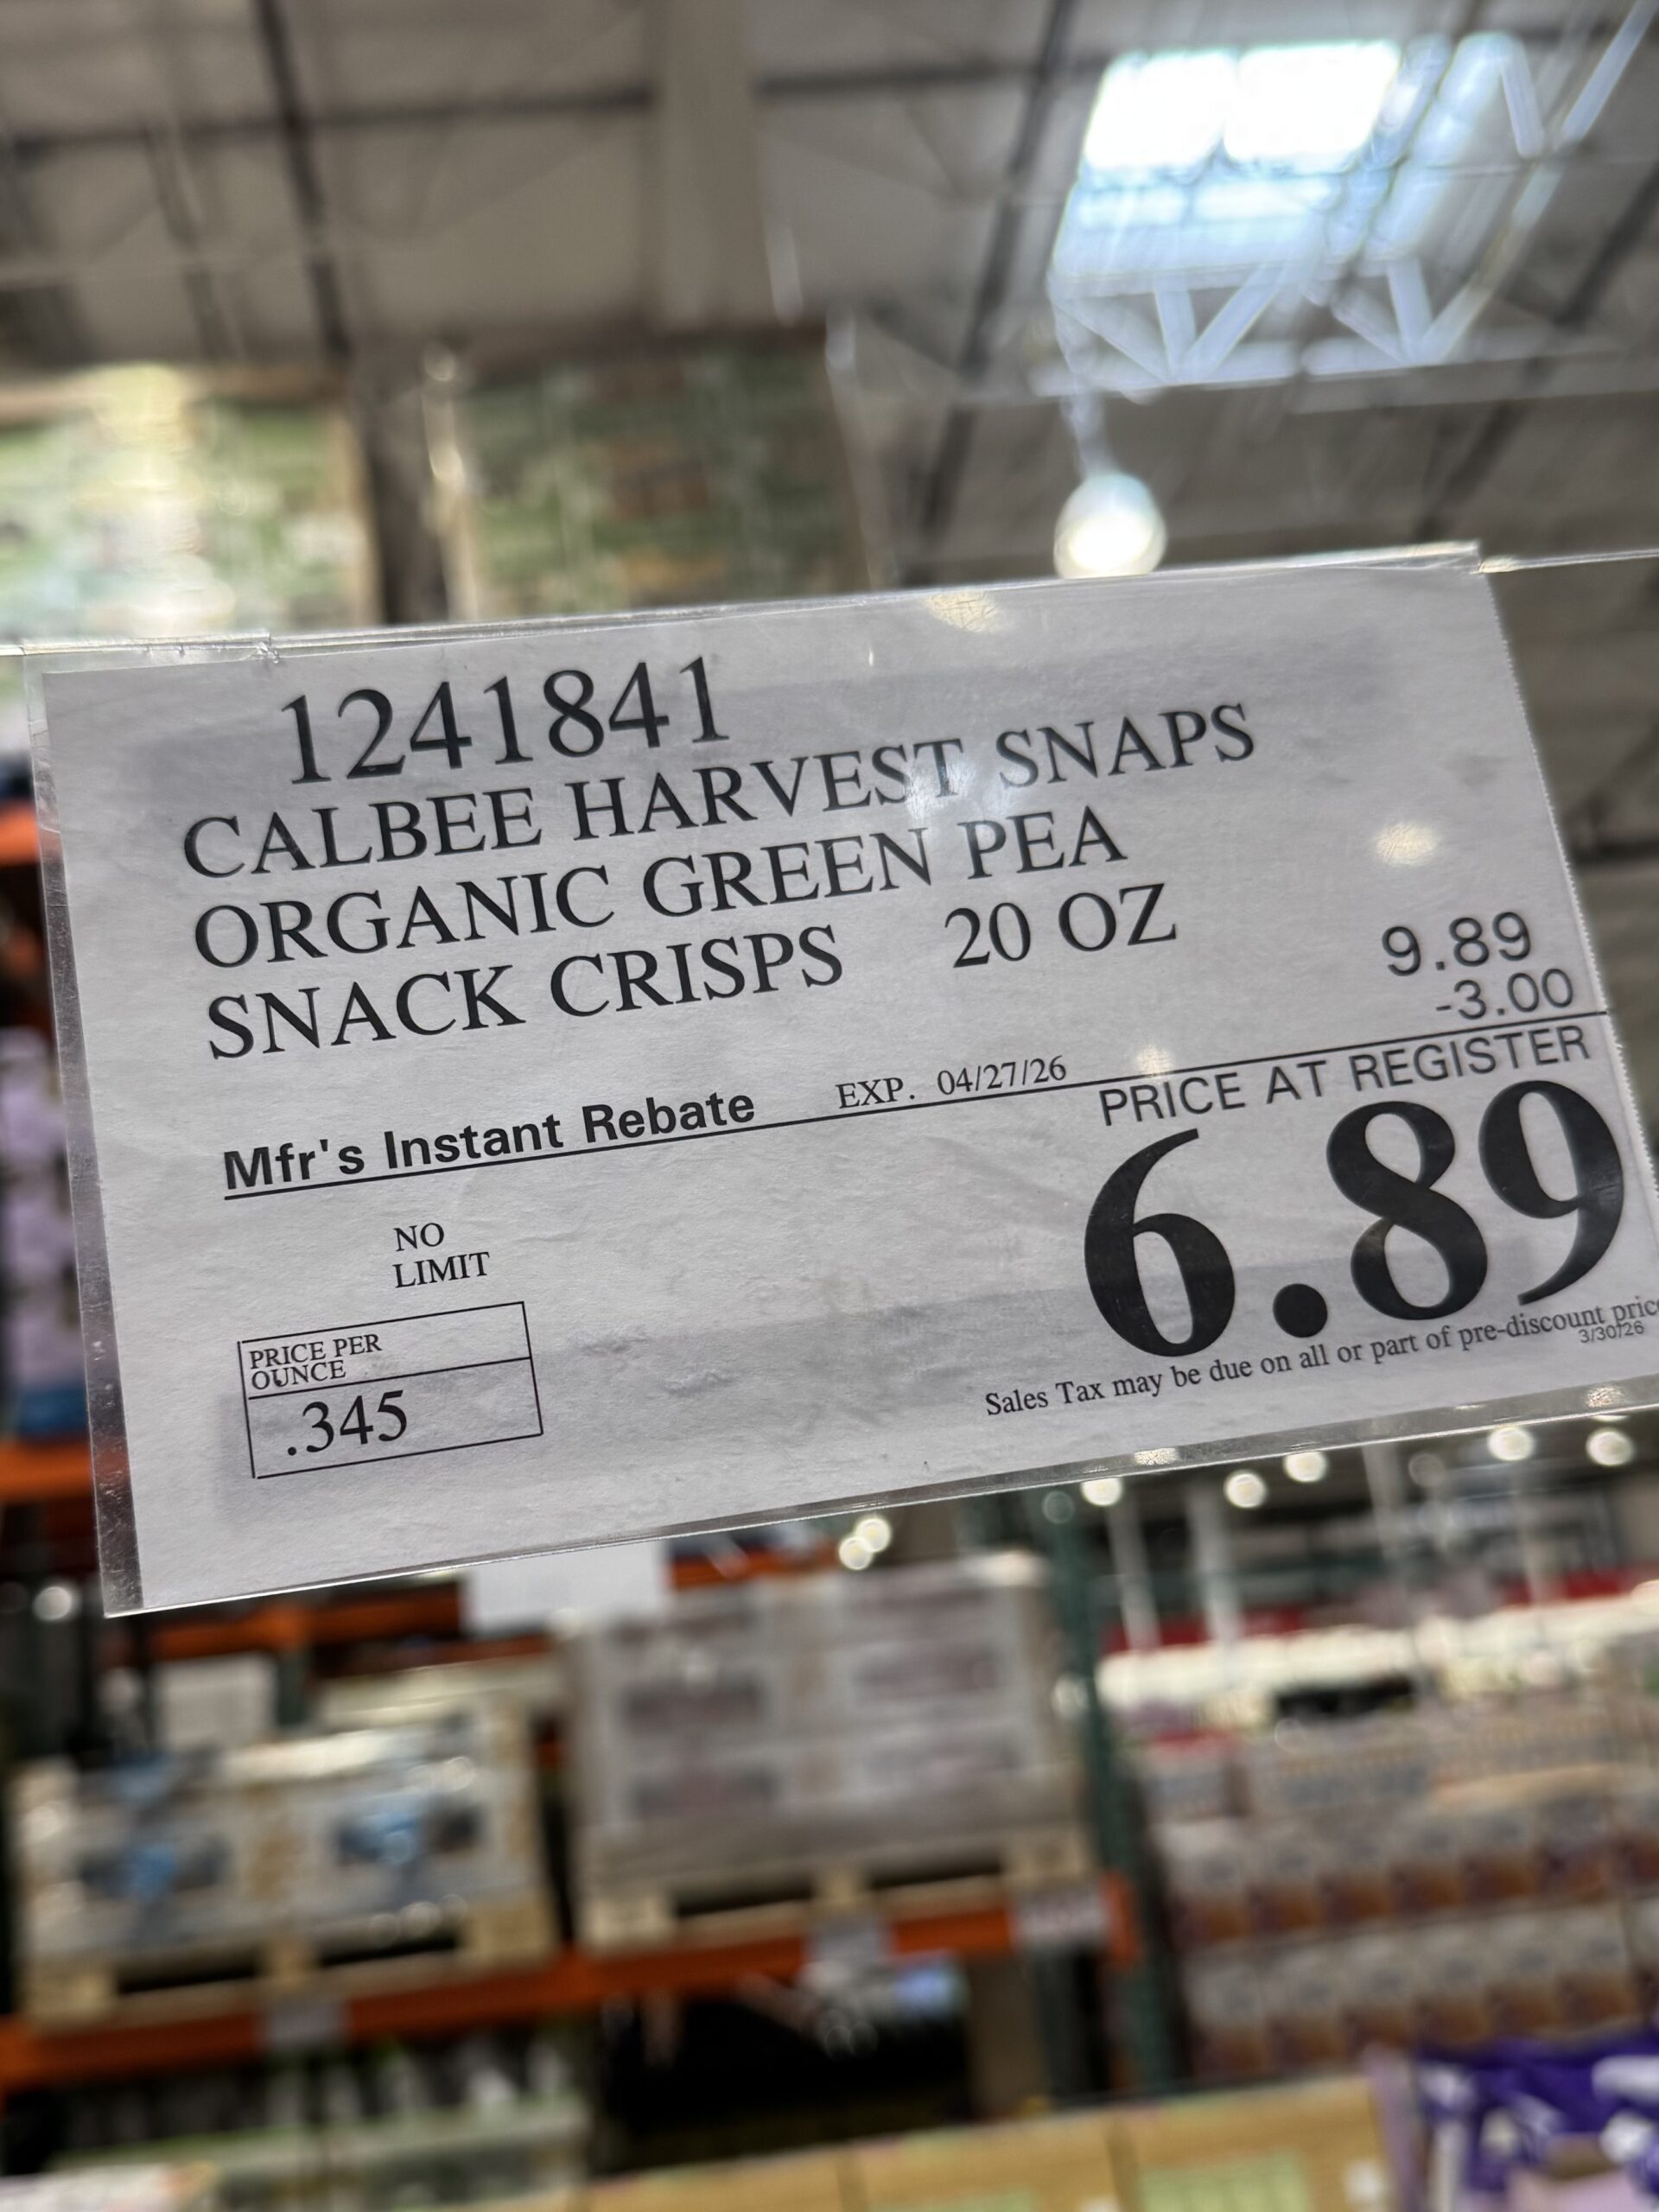 1241841
CALBEE HARVEST SNAPS
ORGANIC GREEN PEA
SNACK CRISPS 20 OZ
9.89
-3.00
Mfr's Instant Rebate EXP. 04/27/26
PRICE AT REGISTER
6.89
NO
LIMIT
PRICE PER
OUNCE
.345
Sales Tax may be due on all or part of pre-discount price
3/30/26